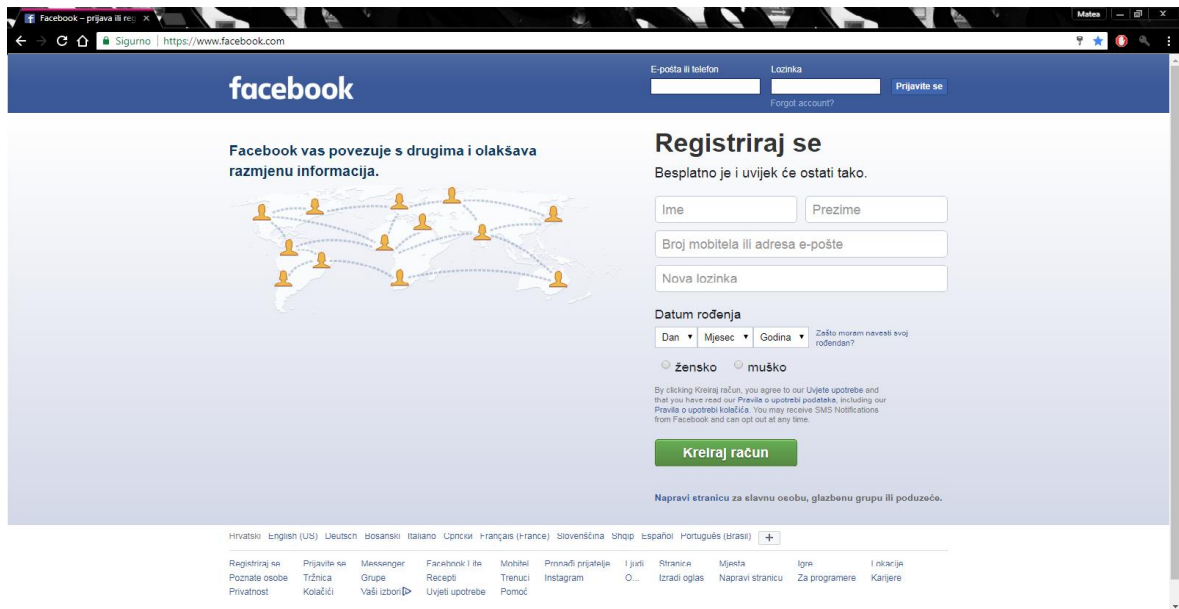 Facebook – prijava ili reg
Matea
Sigurno | https://www.facebook.com
facebook
E-pošta ili telefon Lozinka
Prijavite se
Forgot account?
Facebook vas povezuje s drugima i olakšava
razmjenu informacija.
Registriraj se
Besplatno je i uvijek će ostati tako.
Ime Prezime
Broj mobitela ili adresa e-pošte
Nova lozinka
Datum rođenja
Dan Mjesec Godina
Zašto moram navesti svoj
rođendan?
žensko muško
By clicking Kreiraj račun, you agree to our Uvjete upotrebe and
that you have read our Pravila o upotrebi podataka, including our
Pravila o upotrebi kolačića. You may receive SMS Notifications
from Facebook and can opt out at any time.
Kreiraj račun
Napravi stranicu za slavnu osobu, glazbenu grupu ili poduzeće.
Hrvatski English (US) Deutsch Bosanski Italiano Српски Français (France) Slovenščina Shqip Español Português (Brasil) +
Registriraj se Prijavite se Messenger Facebook Lite Mobitel Pronađi prijatelje Ljudi Stranice Mjesta Igre Lokacije
Poznate osobe Tržnica Grupe Recepti Trenuci Instagram O... Izradi oglas Napravi stranicu Za programere Karijere
Privatnost Kolačići Vaši izbori Uvjeti upotrebe Pomoć